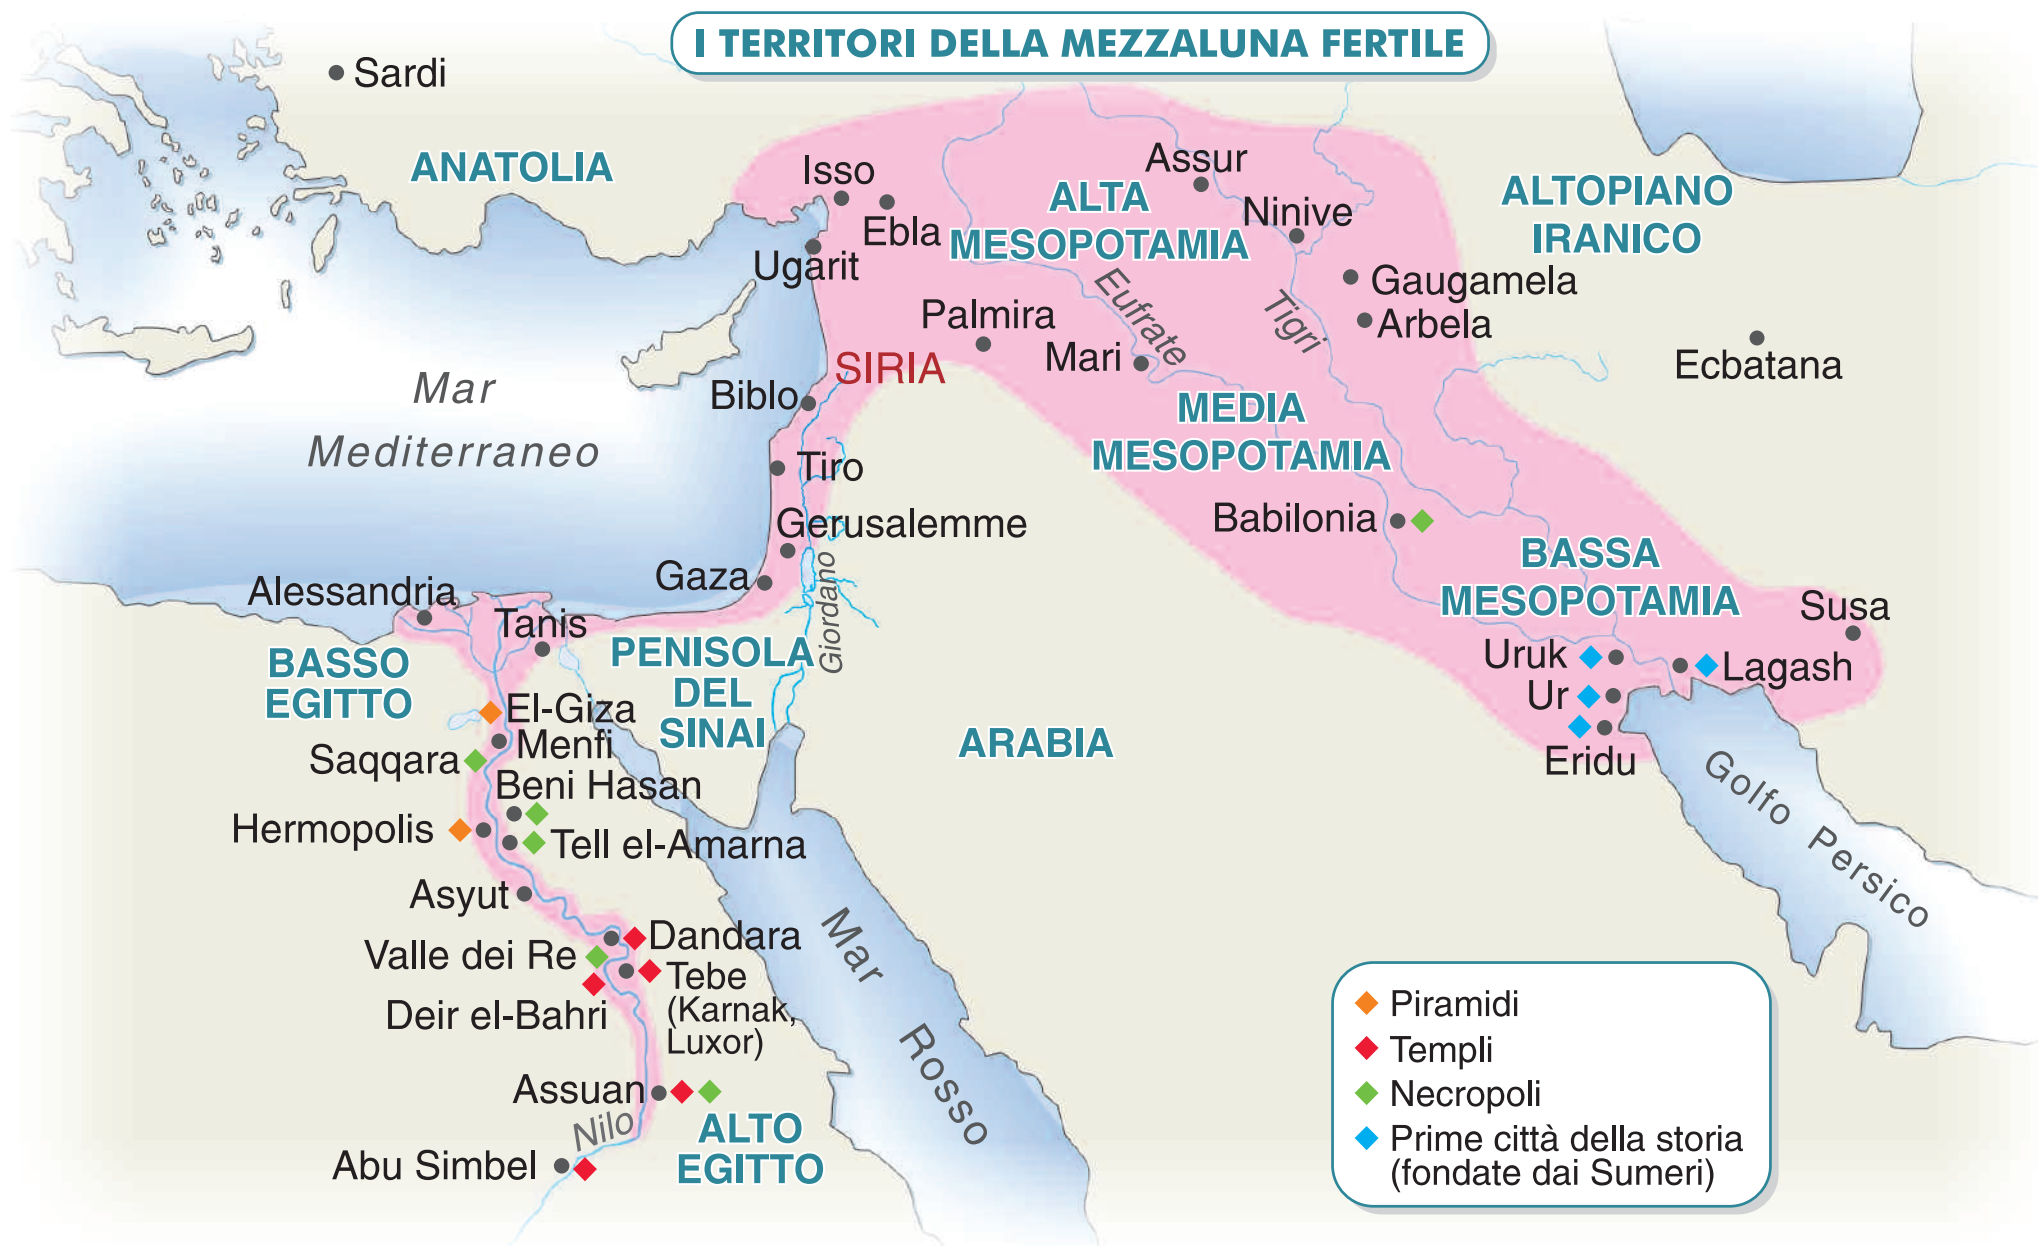 I TERRITORI DELLA MEZZALUNA FERTILE
Sardi
ANATOLIA
Isso
Ebla
Ugarit
ALTA
MESOPOTAMIA
Assur
Ninive
ALTOPIANO
IRANICO
Gaugamela
Arbela
Ecbatana
Eufrate
Tigri
Palmira
Mari
SIRIA
Mar
Mediterraneo
Biblo
MEDIA
MESOPOTAMIA
Tiro
Gerusalemme
Babilonia
Gaza
Giordano
BASSA
MESOPOTAMIA
Susa
Alessandria
Tanis
BASSO
EGITTO
PENISOLA
DEL
SINAI
Uruk
Lagash
Ur
Eridu
ARABIA
El-Giza
Menfi
Saqqara
Beni Hasan
Hermopolis
Tell el-Amarna
Asyut
Golfo Persico
Dandara
Valle dei Re
Tebe
(Karnak,
Luxor)
Deir el-Bahri
Mar Rosso
Assuan
Nilo
ALTO
EGITTO
Abu Simbel
Piramidi
Templi
Necropoli
Prime città della storia
(fondate dai Sumeri)